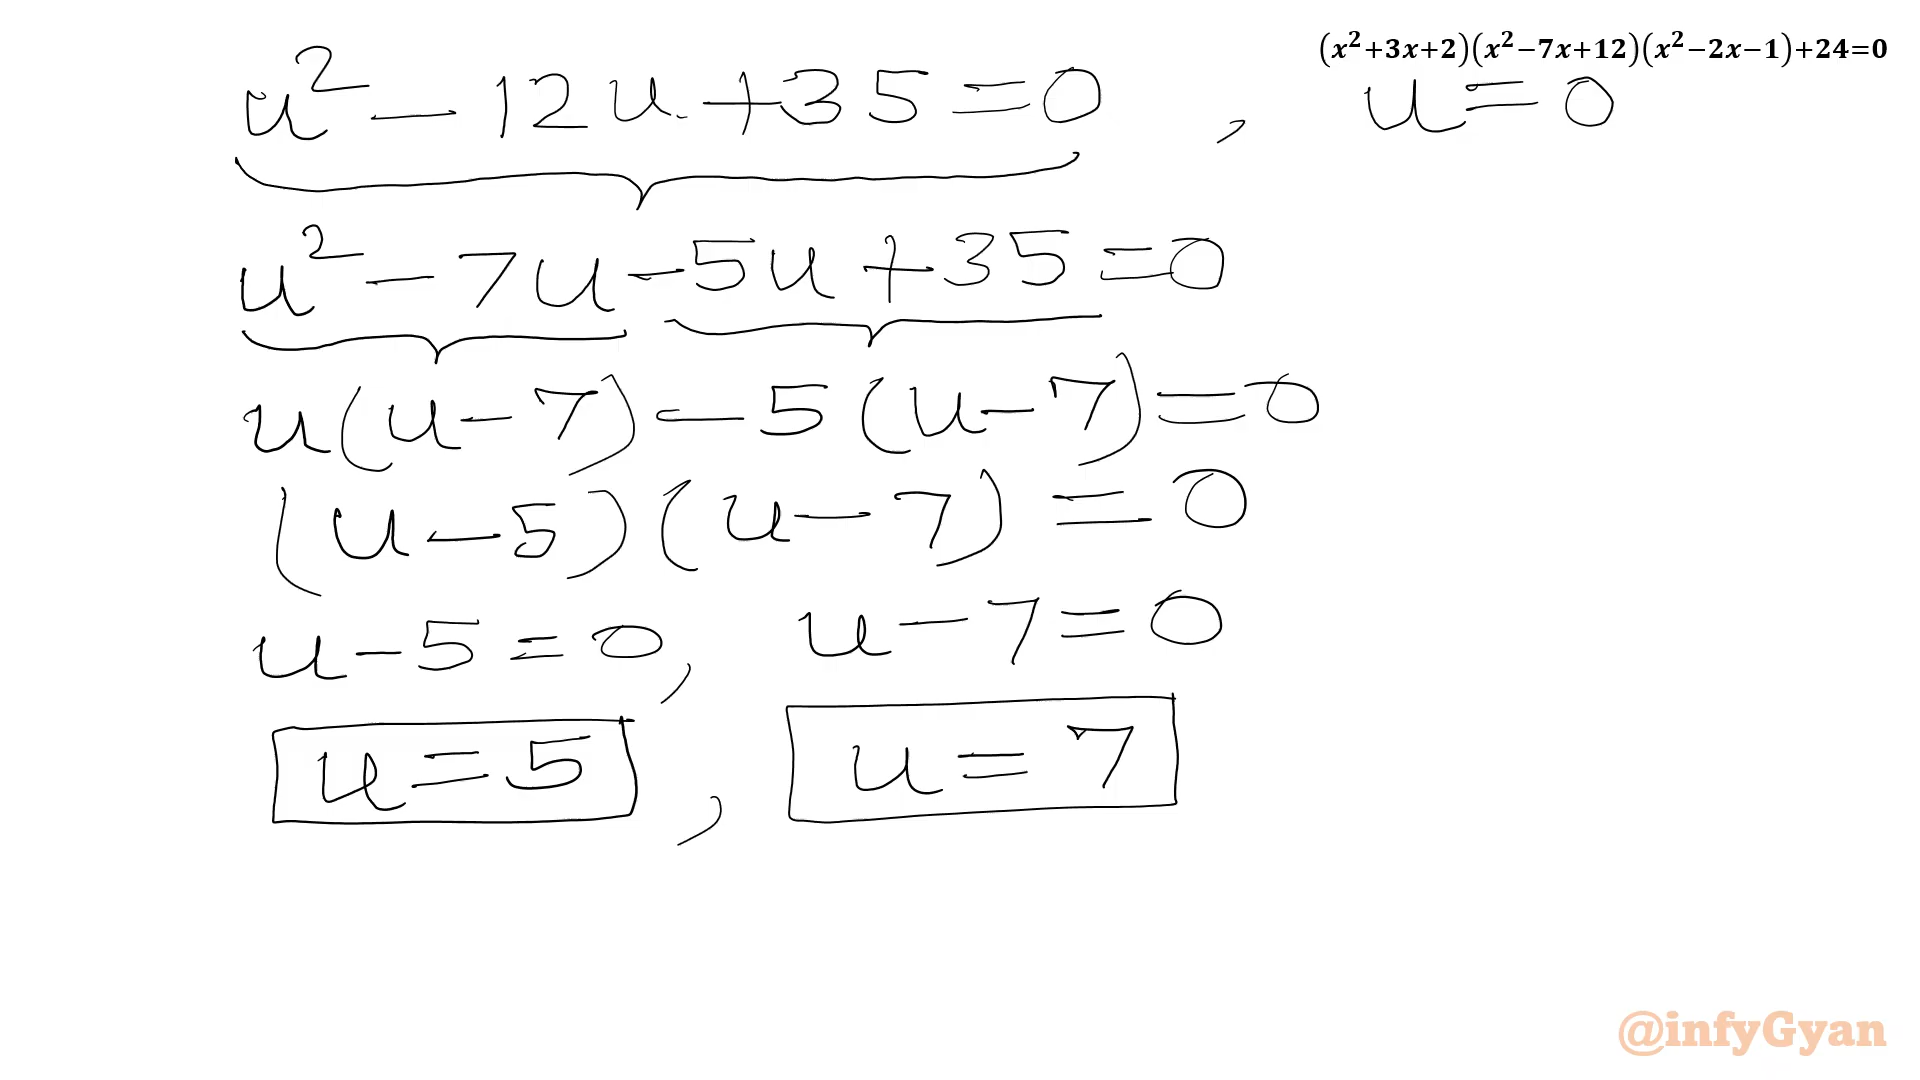 (x²+3x+2)(x²−7x+12)(x²−2x−1)+24=0
u² − 12u + 35 = 0 , u = 0
u² − 7u − 5u + 35 = 0
u(u − 7) − 5(u − 7) = 0
(u − 5)(u − 7) = 0
u − 5 = 0, u − 7 = 0
u = 5 , u = 7
@infyGyan